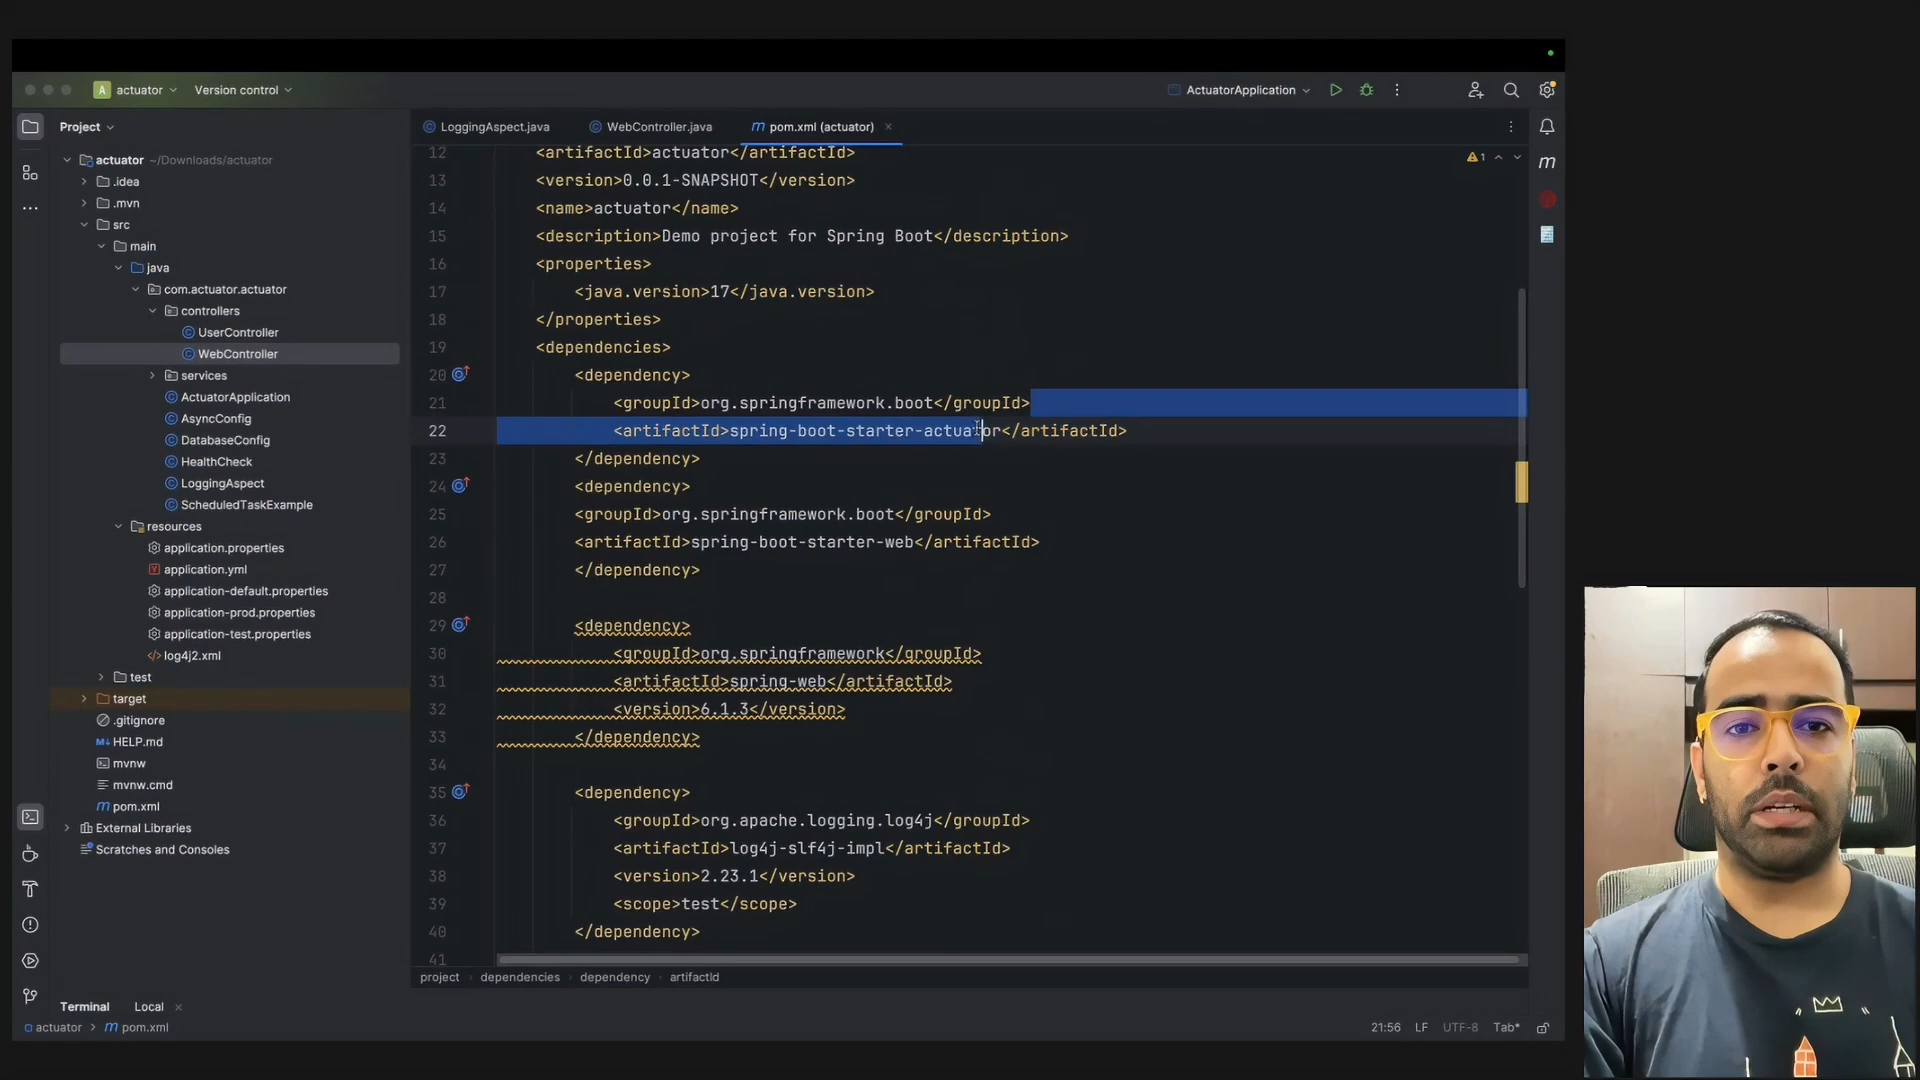 A actuator Version control ActuatorApplication
Project LoggingAspect.java WebController.java pom.xml (actuator)
actuator ~/Downloads/actuator
.idea
.mvn
src
main
java
com.actuator.actuator
controllers
UserController
WebController
services
ActuatorApplication
AsyncConfig
DatabaseConfig
HealthCheck
LoggingAspect
ScheduledTaskExample
resources
application.properties
application.yml
application-default.properties
application-prod.properties
application-test.properties
log4j2.xml
test
target
.gitignore
HELP.md
mvnw
mvnw.cmd
pom.xml
External Libraries
Scratches and Consoles
1
12 <artifactId>actuator</artifactId>
13 <version>0.0.1-SNAPSHOT</version>
14 <name>actuator</name>
15 <description>Demo project for Spring Boot</description>
16 <properties>
17 <java.version>17</java.version>
18 </properties>
19 <dependencies>
20 <dependency>
21 <groupId>org.springframework.boot</groupId>
22 <artifactId>spring-boot-starter-actuator</artifactId>
23 </dependency>
24 <dependency>
25 <groupId>org.springframework.boot</groupId>
26 <artifactId>spring-boot-starter-web</artifactId>
27 </dependency>
28
29 <dependency>
30 <groupId>org.springframework</groupId>
31 <artifactId>spring-web</artifactId>
32 <version>6.1.3</version>
33 </dependency>
34
35 <dependency>
36 <groupId>org.apache.logging.log4j</groupId>
37 <artifactId>log4j-slf4j-impl</artifactId>
38 <version>2.23.1</version>
39 <scope>test</scope>
40 </dependency>
41
project dependencies dependency artifactId
Terminal Local
actuator pom.xml 21:56 LF UTF-8 Tab*